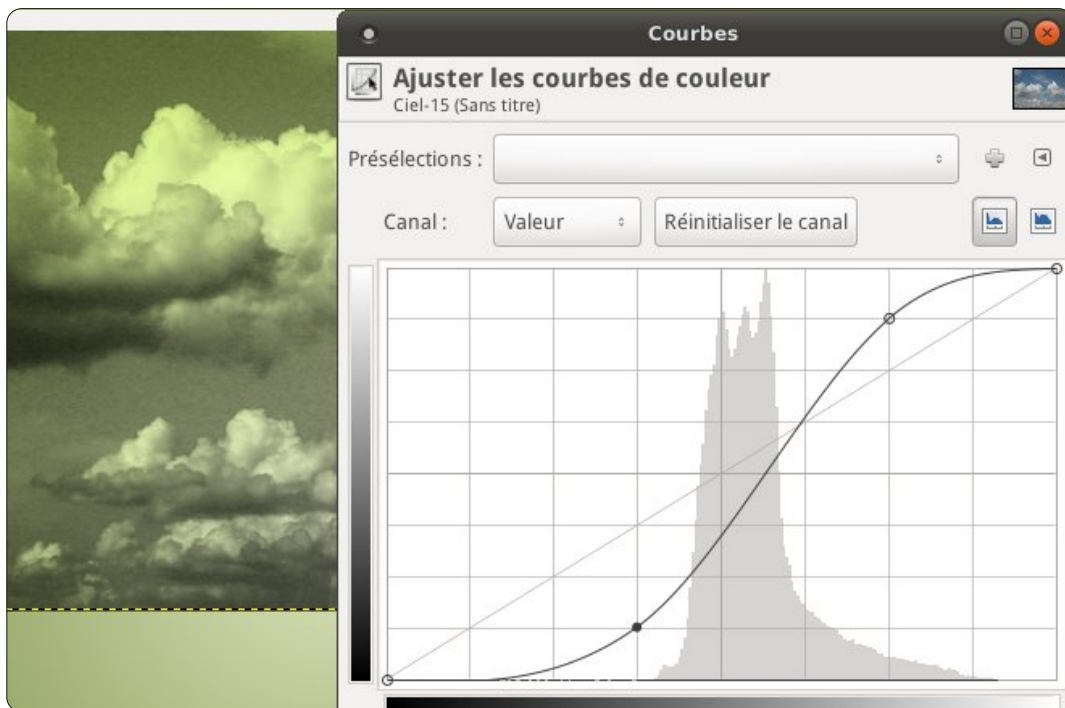 Courbes
Ajuster les courbes de couleur
Ciel-15 (Sans titre)
Présélections :
Canal :
Valeur
Réinitialiser le canal